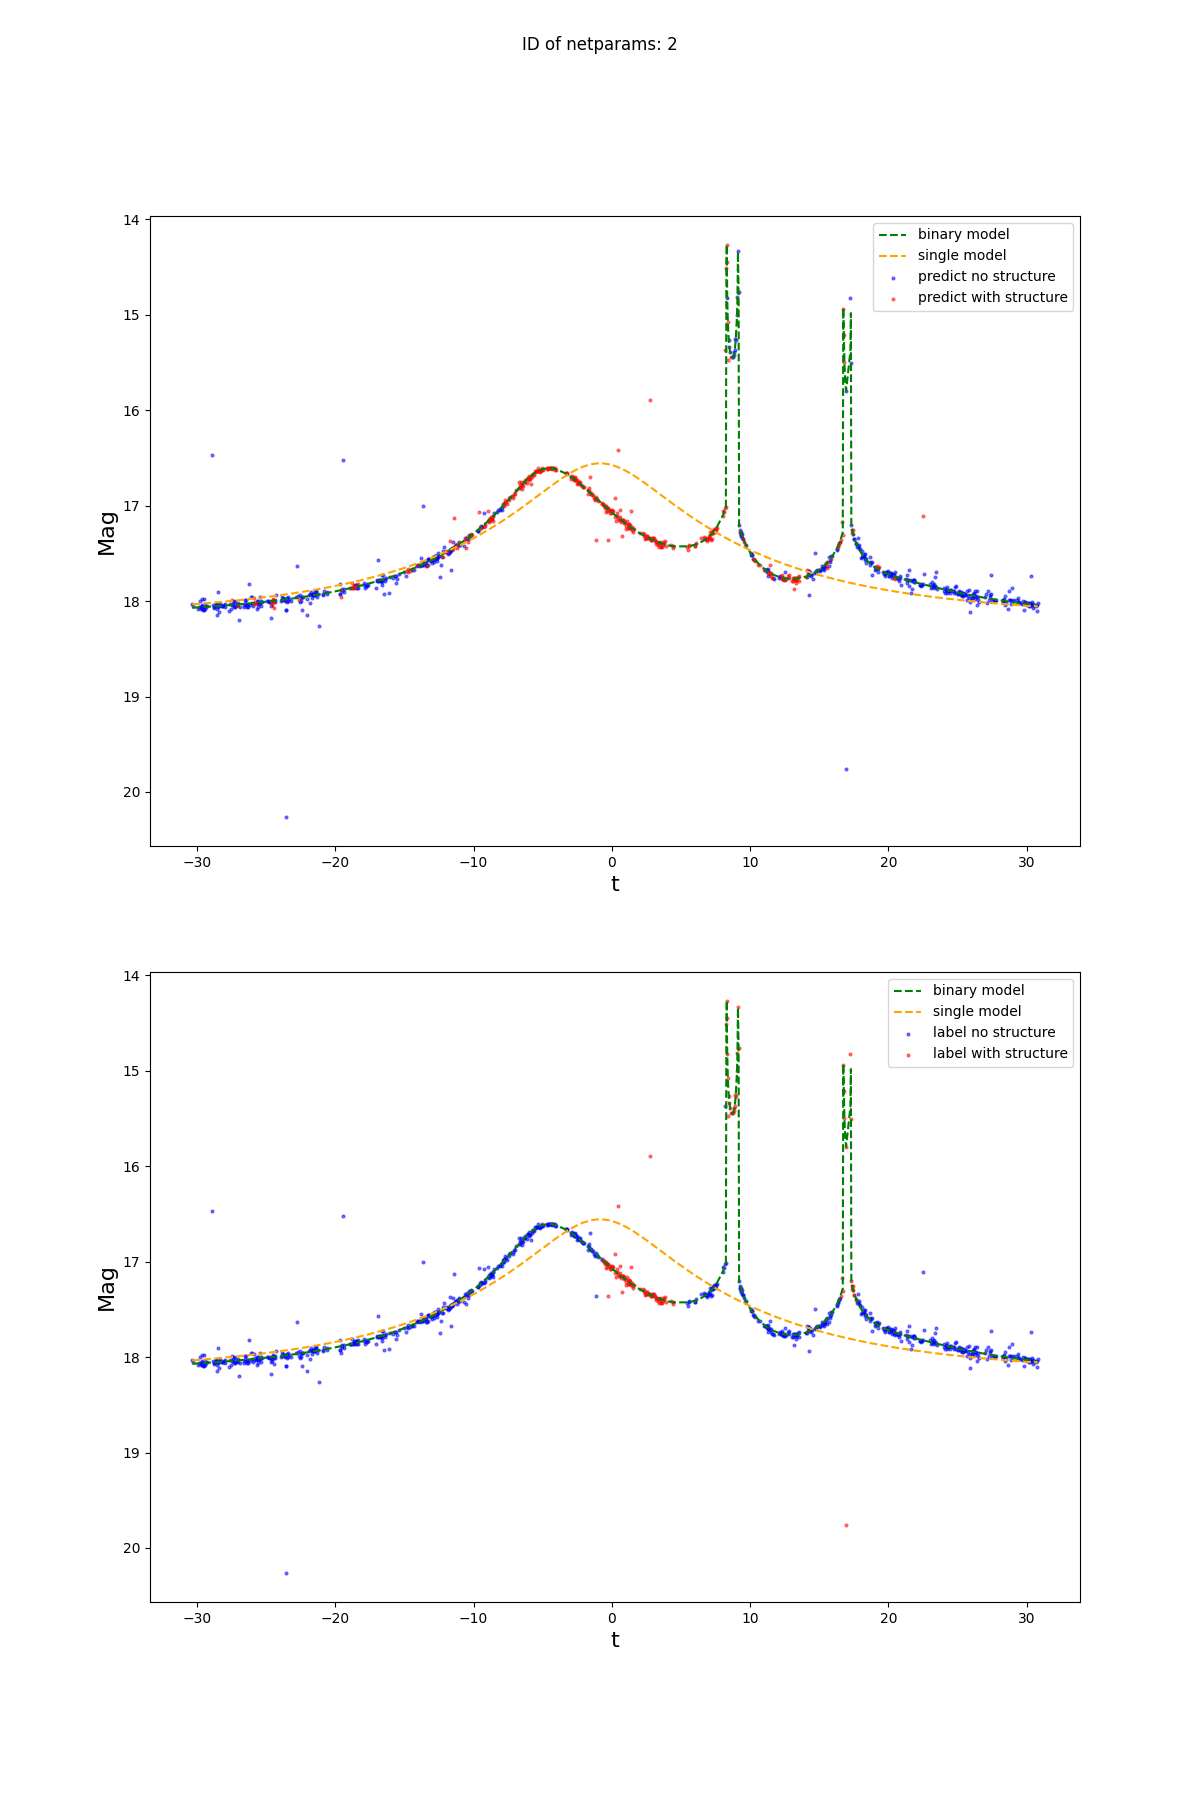 ID of netparams: 2
14
15
16
17
18
19
20
Mag
binary model
single model
predict no structure
predict with structure
−30
−20
−10
0
10
20
30
t
14
15
16
17
18
19
20
Mag
binary model
single model
label no structure
label with structure
−30
−20
−10
0
10
20
30
t